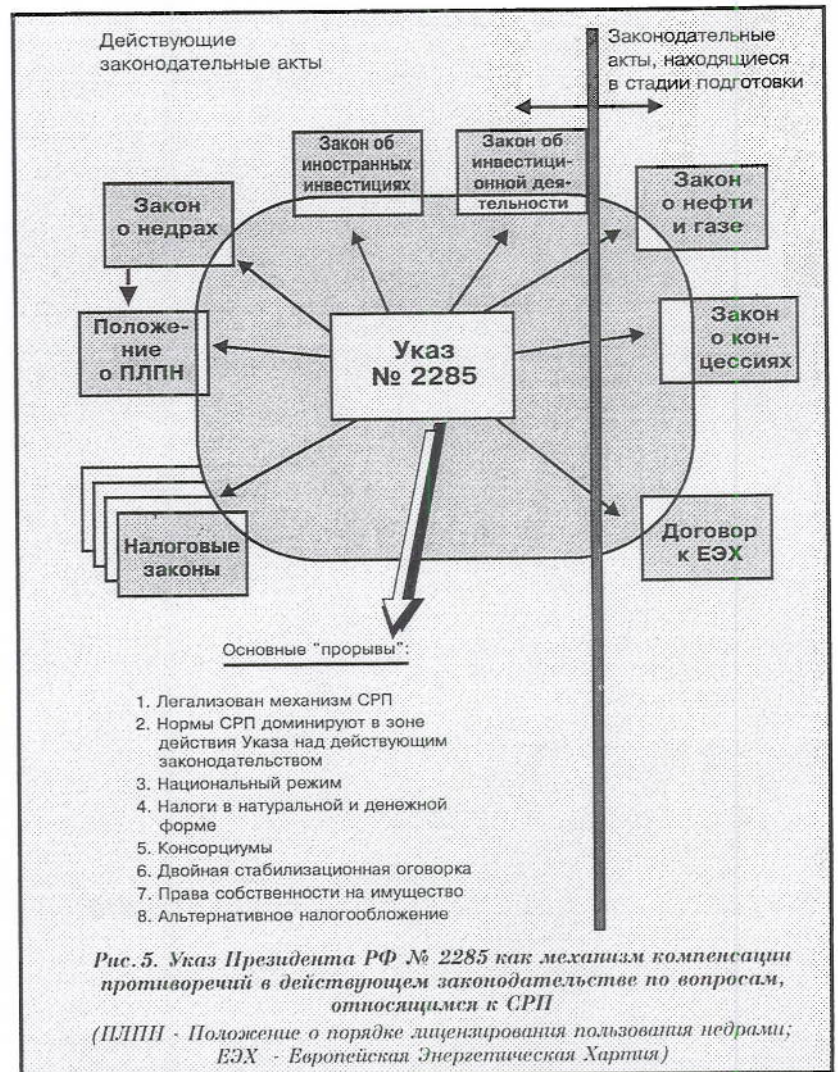 Действующие
законодательные акты
Законодательные
акты, находящиеся
в стадии подготовки
Закон об
иностранных
инвестициях
Закон об
инвестици-
онной дея-
тельности
Закон
о недрах
Закон
о нефти
и газе
Положе-
ние
о ПЛПН
Указ
№ 2285
Закон
о кон-
цессиях
Налоговые
законы
Договор
к ЕЭХ
Основные "прорывы":
1. Легализован механизм СРП
2. Нормы СРП доминируют в зоне
действия Указа над действующим
законодательством
3. Национальный режим
4. Налоги в натуральной и денежной
форме
5. Консорциумы
6. Двойная стабилизационная оговорка
7. Права собственности на имущество
8. Альтернативное налогообложение
Рис. 5. Указ Президента РФ № 2285 как механизм компенсации
противоречий в действующем законодательстве по вопросам,
относящимся к СРП
(ПЛПН - Положение о порядке лицензирования пользования недрами;
ЕЭХ - Европейская Энергетическая Хартия)